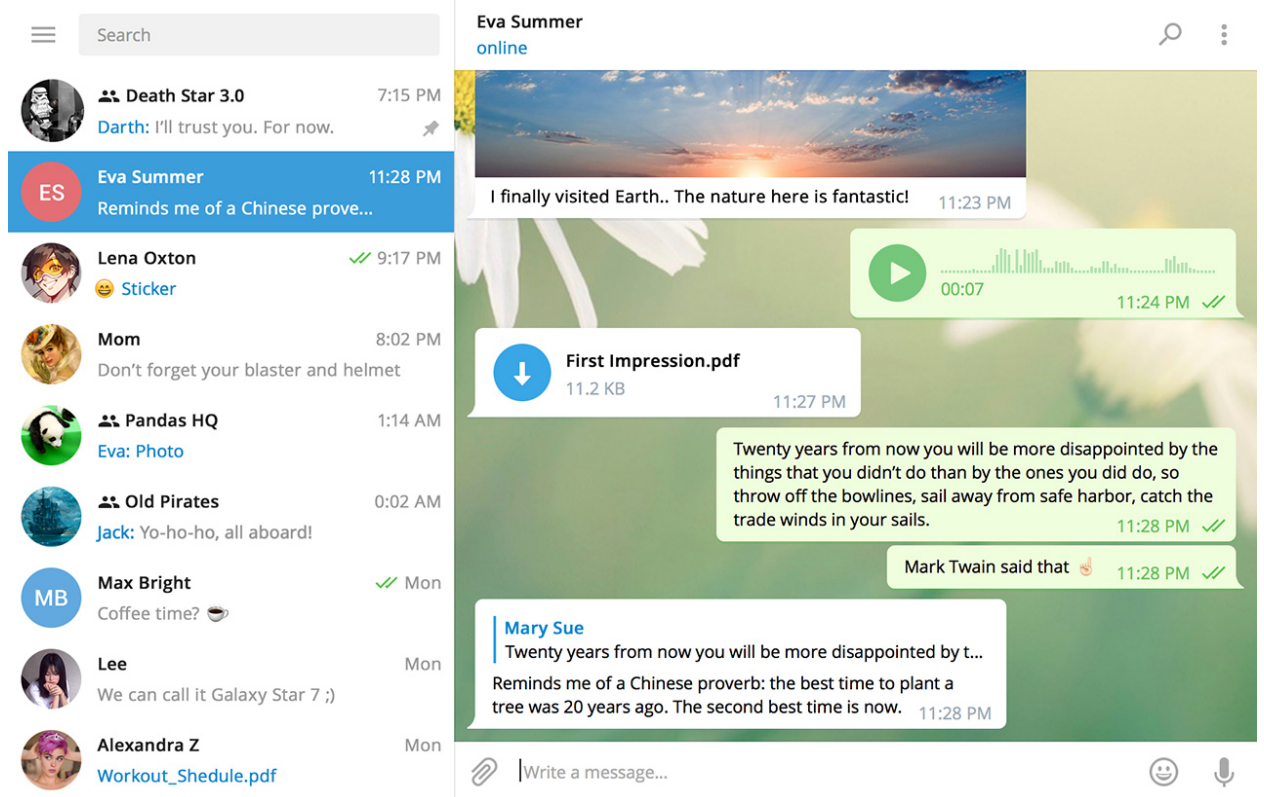 Search
Death Star 3.0
7:15 PM
Darth: I'll trust you. For now.
ES
Eva Summer
11:28 PM
Reminds me of a Chinese prove...
Lena Oxton
9:17 PM
😄 Sticker
Mom
8:02 PM
Don't forget your blaster and helmet
Pandas HQ
1:14 AM
Eva: Photo
Old Pirates
0:02 AM
Jack: Yo-ho-ho, all aboard!
MB
Max Bright
Mon
Coffee time? ☕
Lee
Mon
We can call it Galaxy Star 7 ;)
Alexandra Z
Mon
Workout_Shedule.pdf
Eva Summer
online
I finally visited Earth.. The nature here is fantastic!
11:23 PM
00:07
11:24 PM
First Impression.pdf
11.2 KB
11:27 PM
Twenty years from now you will be more disappointed by the
things that you didn't do than by the ones you did do, so
throw off the bowlines, sail away from safe harbor, catch the
trade winds in your sails.
11:28 PM
Mark Twain said that ☝🏻
11:28 PM
Mary Sue
Twenty years from now you will be more disappointed by t...
Reminds me of a Chinese proverb: the best time to plant a
tree was 20 years ago. The second best time is now.
11:28 PM
Write a message...